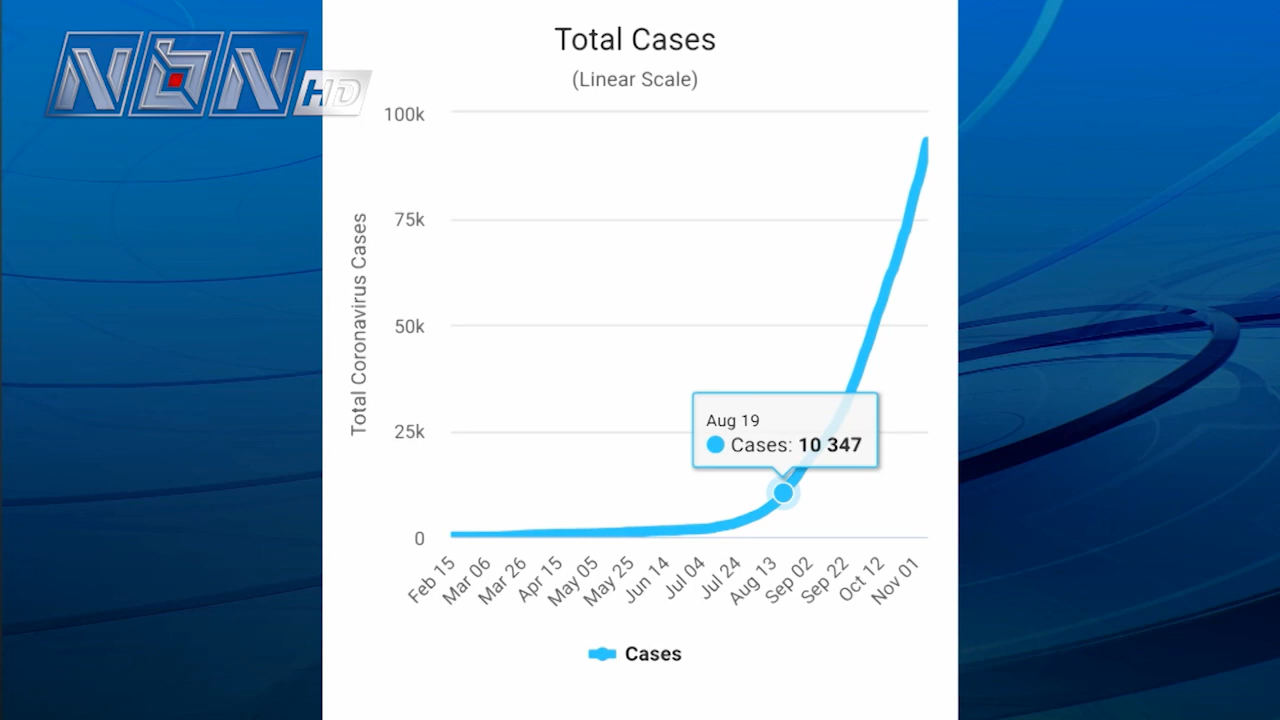 NBN HD
Total Cases
(Linear Scale)
100k
75k
50k
25k
0
Total Coronavirus Cases
Aug 19
Cases: 10 347
Feb 15
Mar 06
Mar 26
Apr 15
May 05
May 25
Jun 14
Jul 04
Jul 24
Aug 13
Sep 02
Sep 22
Oct 12
Nov 01
Cases